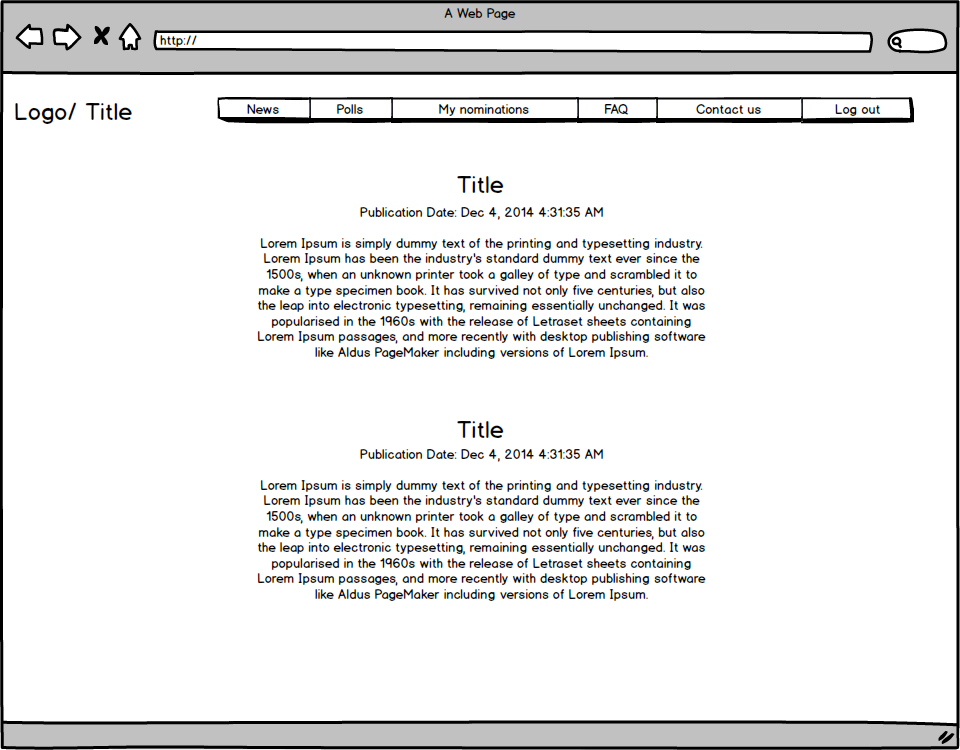 A Web Page
http://
Logo/ Title
News Polls My nominations FAQ Contact us Log out
Title
Publication Date: Dec 4, 2014 4:31:35 AM
Lorem Ipsum is simply dummy text of the printing and typesetting industry.
Lorem Ipsum has been the industry's standard dummy text ever since the
1500s, when an unknown printer took a galley of type and scrambled it to
make a type specimen book. It has survived not only five centuries, but also
the leap into electronic typesetting, remaining essentially unchanged. It was
popularised in the 1960s with the release of Letraset sheets containing
Lorem Ipsum passages, and more recently with desktop publishing software
like Aldus PageMaker including versions of Lorem Ipsum.
Title
Publication Date: Dec 4, 2014 4:31:35 AM
Lorem Ipsum is simply dummy text of the printing and typesetting industry.
Lorem Ipsum has been the industry's standard dummy text ever since the
1500s, when an unknown printer took a galley of type and scrambled it to
make a type specimen book. It has survived not only five centuries, but also
the leap into electronic typesetting, remaining essentially unchanged. It was
popularised in the 1960s with the release of Letraset sheets containing
Lorem Ipsum passages, and more recently with desktop publishing software
like Aldus PageMaker including versions of Lorem Ipsum.